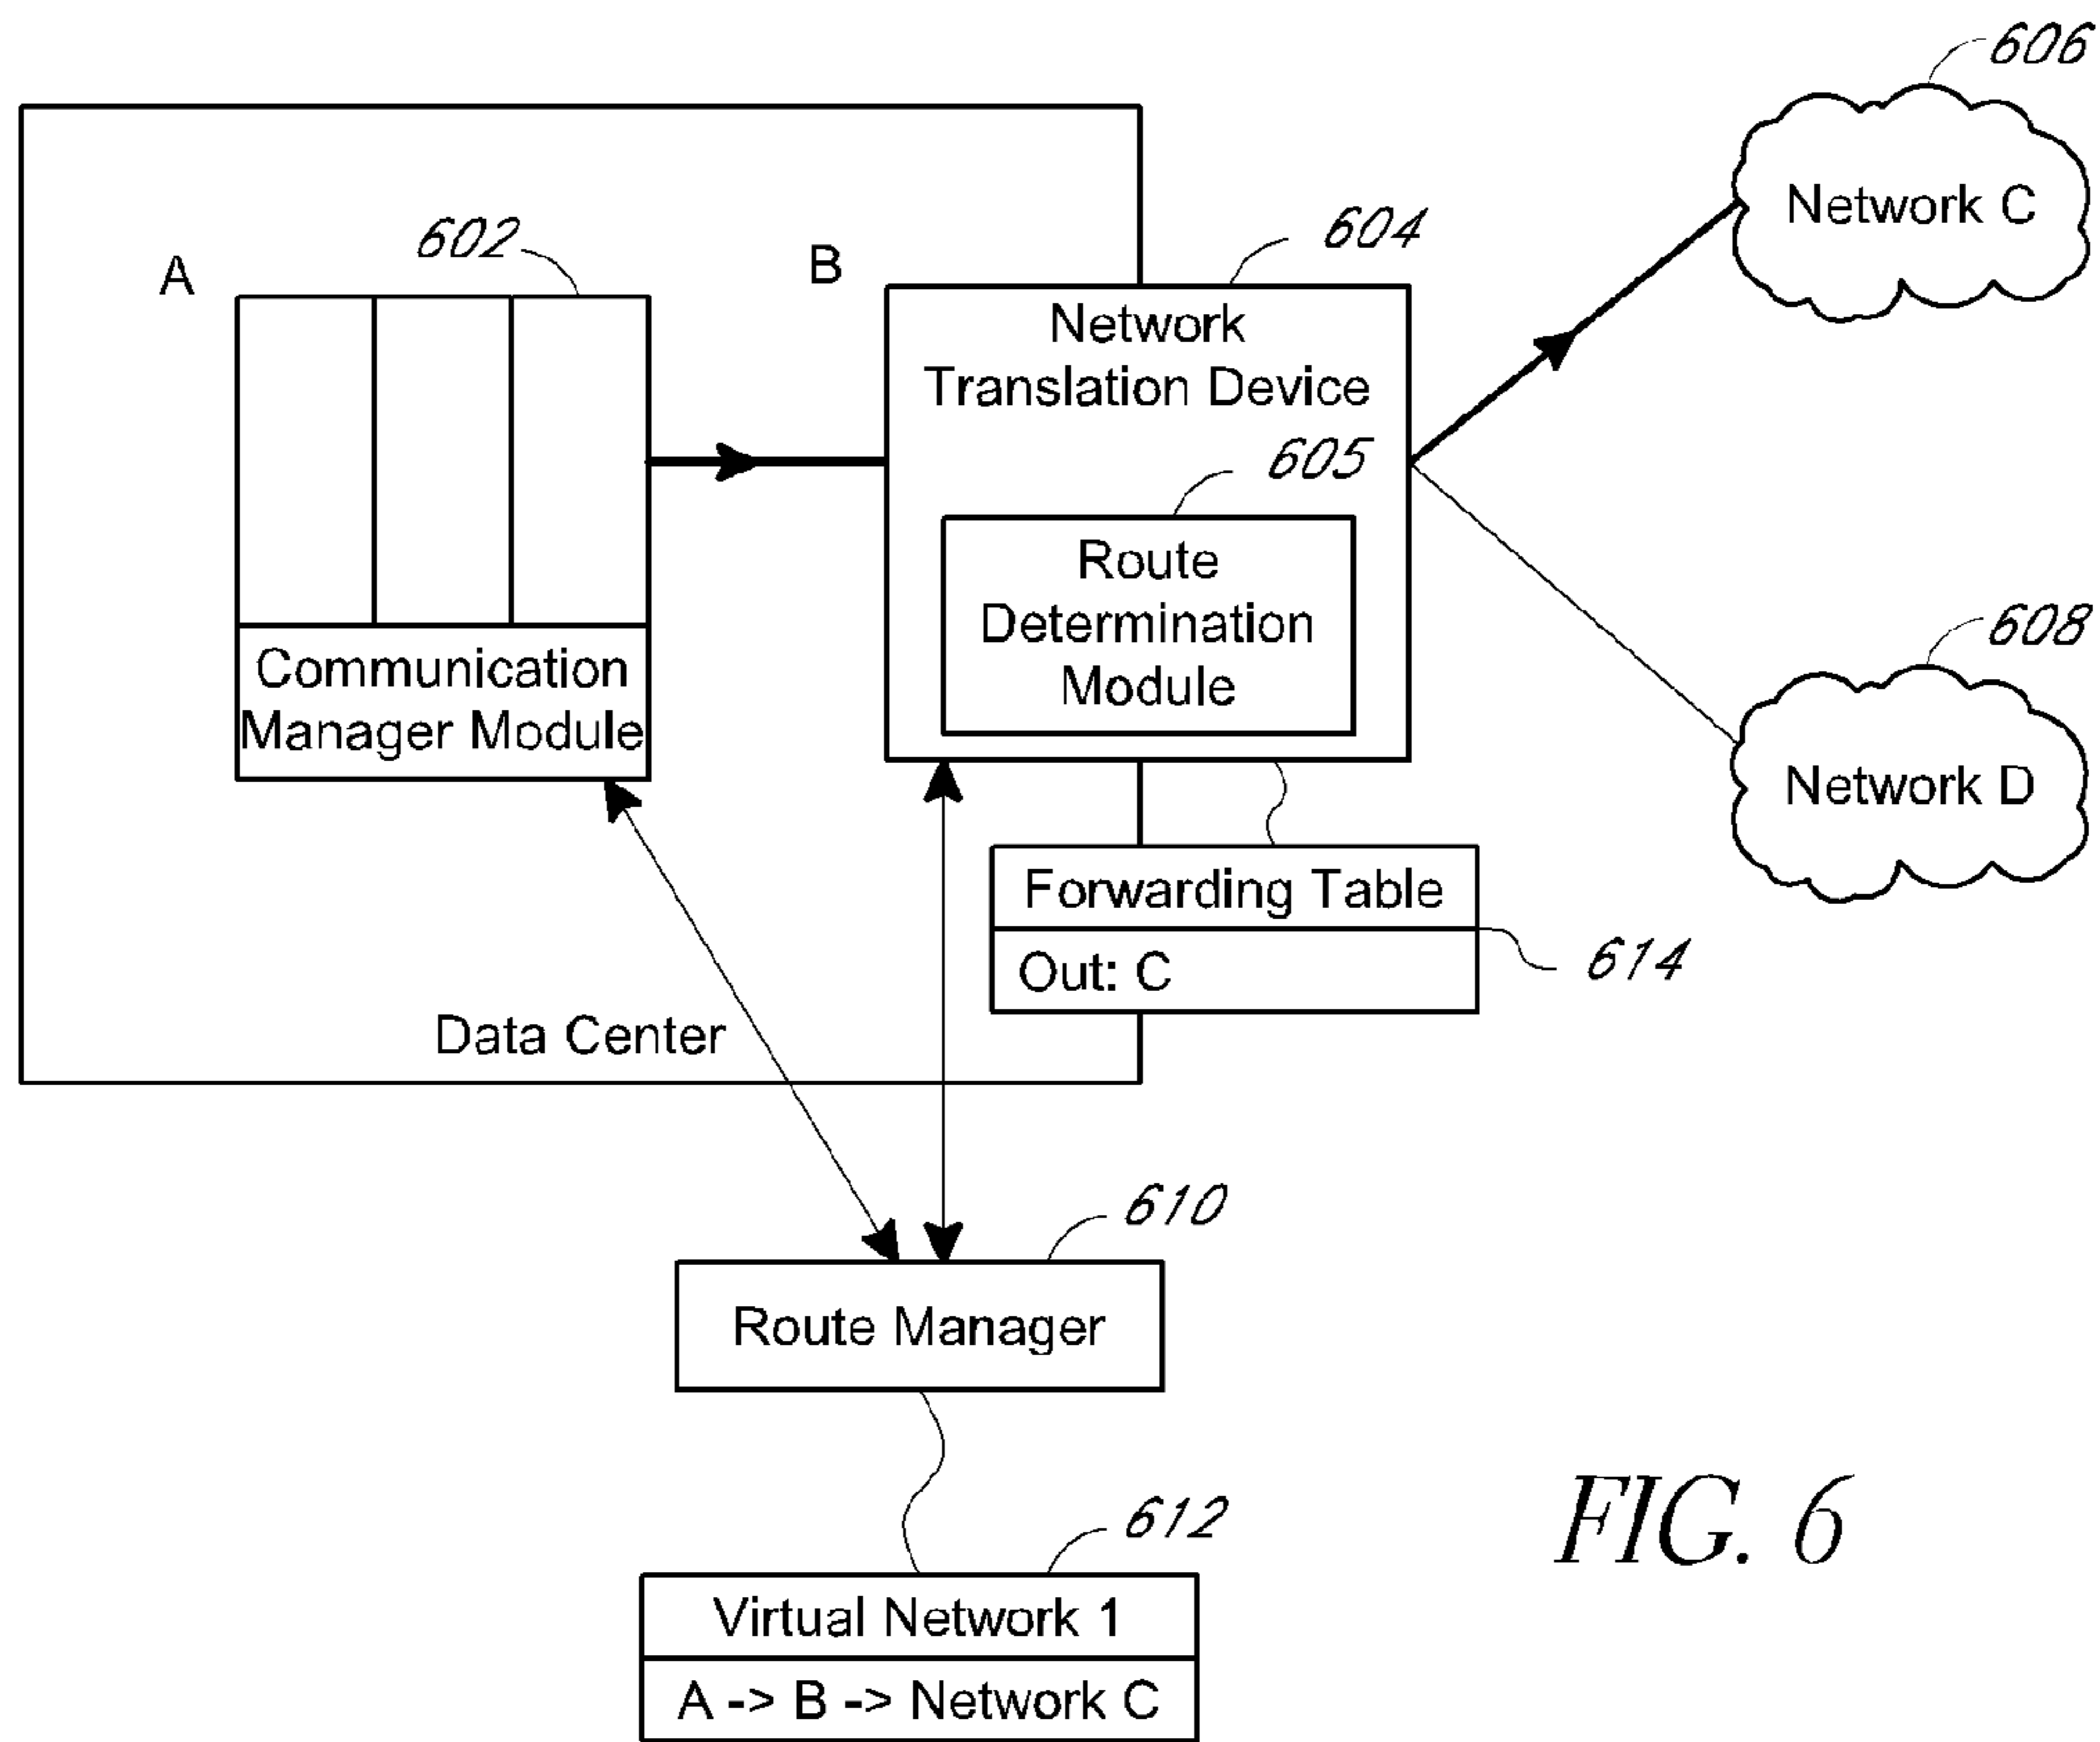 606
Network C
602
604
A
B
Network
Translation Device
605
Route
Determination
Module
Communication
Manager Module
608
Network D
Forwarding Table
Out: C
614
Data Center
610
Route Manager
612
Virtual Network 1
A -> B -> Network C
FIG. 6